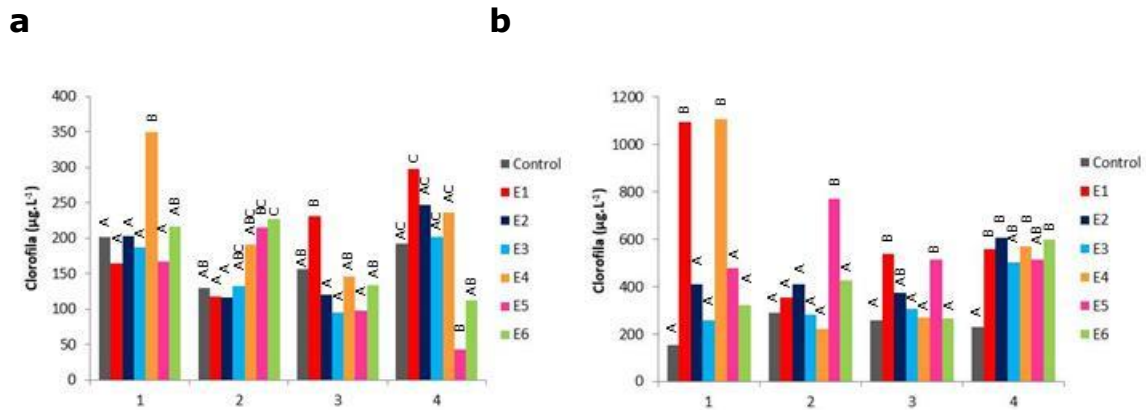 a
b
Clorofila (µg.L⁻¹)
400
350
300
250
200
150
100
50
0
A
A
A
A
B
A
AB
AB
A
A
ABC
ABC
BC
C
AB
B
A
A
AB
A
AB
AC
C
AC
AC
AC
B
AB
1
2
3
4
Control
E1
E2
E3
E4
E5
E6
Clorofila (µg.L⁻¹)
1200
1000
800
600
400
200
0
A
B
A
A
B
A
A
A
A
A
A
A
B
A
A
B
AB
A
A
B
A
A
B
B
AB
B
AB
B
1
2
3
4
Control
E1
E2
E3
E4
E5
E6